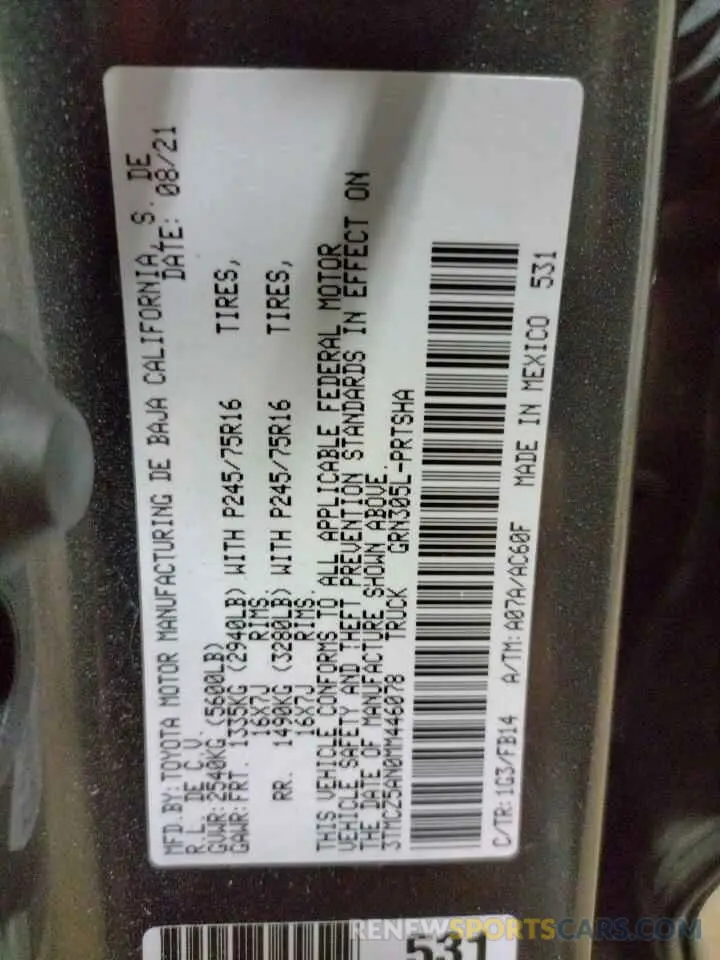 MFD.BY:TOYOTA MOTOR MANUFACTURING DE BAJA CALIFORNIA, S. DE
R.L. DE C.V. DATE: 08/21
GVWR:2540KG (5600LB)
GAWR:FRT. 1335KG (2940LB) WITH P245/75R16 TIRES,
16X7J RIMS
RR. 1490KG (3280LB) WITH P245/75R16 TIRES,
16X7J RIMS.
THIS VEHICLE CONFORMS TO ALL APPLICABLE FEDERAL MOTOR
VEHICLE SAFETY AND THEFT PREVENTION STANDARDS IN EFFECT ON
THE DATE OF MANUFACTURE SHOWN ABOVE.
3TMCZ5AN0MM446078 TRUCK GRN305L-PRTSHA
C/TR:1G3/FB14 A/TM:A07A/AC60F MADE IN MEXICO 531
531
RENEWSPORTSCARS.COM